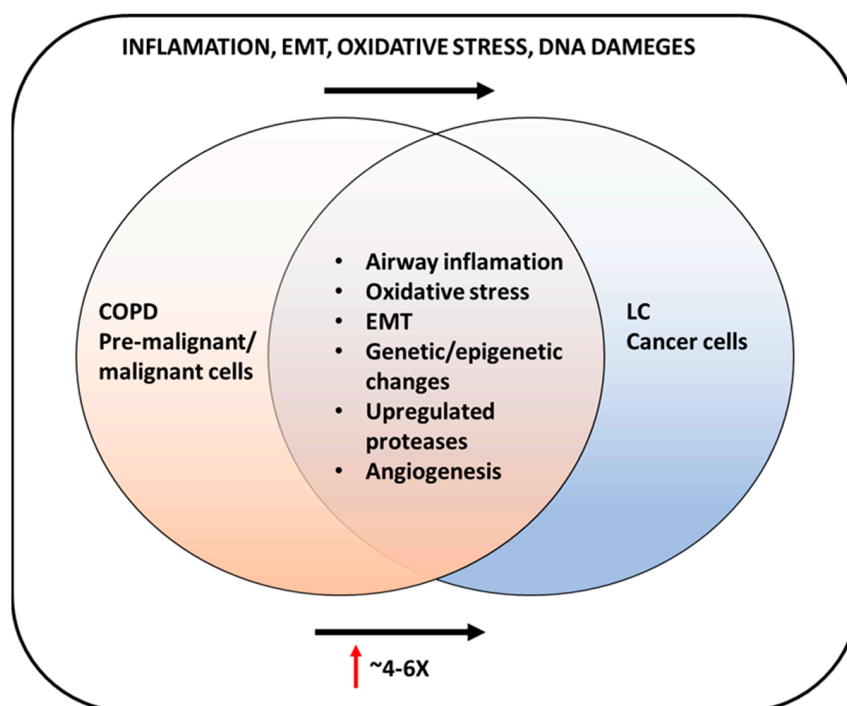 INFLAMATION, EMT, OXIDATIVE STRESS, DNA DAMEGES
COPD
Pre-malignant/
malignant cells
• Airway inflamation
• Oxidative stress
• EMT
• Genetic/epigenetic
changes
• Upregulated
proteases
• Angiogenesis
LC
Cancer cells
~4-6X